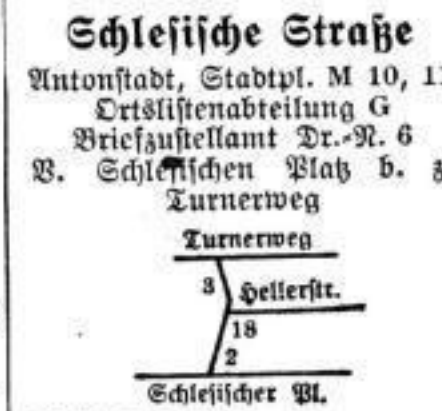 Schlesische Straße
Antonstadt, Stadtpl. M 10, 11
Ortslistenabteilung G
Briefzustellamt Dr.-N. 6
V. Schlesischen Platz b. z
Turnerweg
Turnerweg
3 Hellerstr.
18
2
Schlesischer Pl.